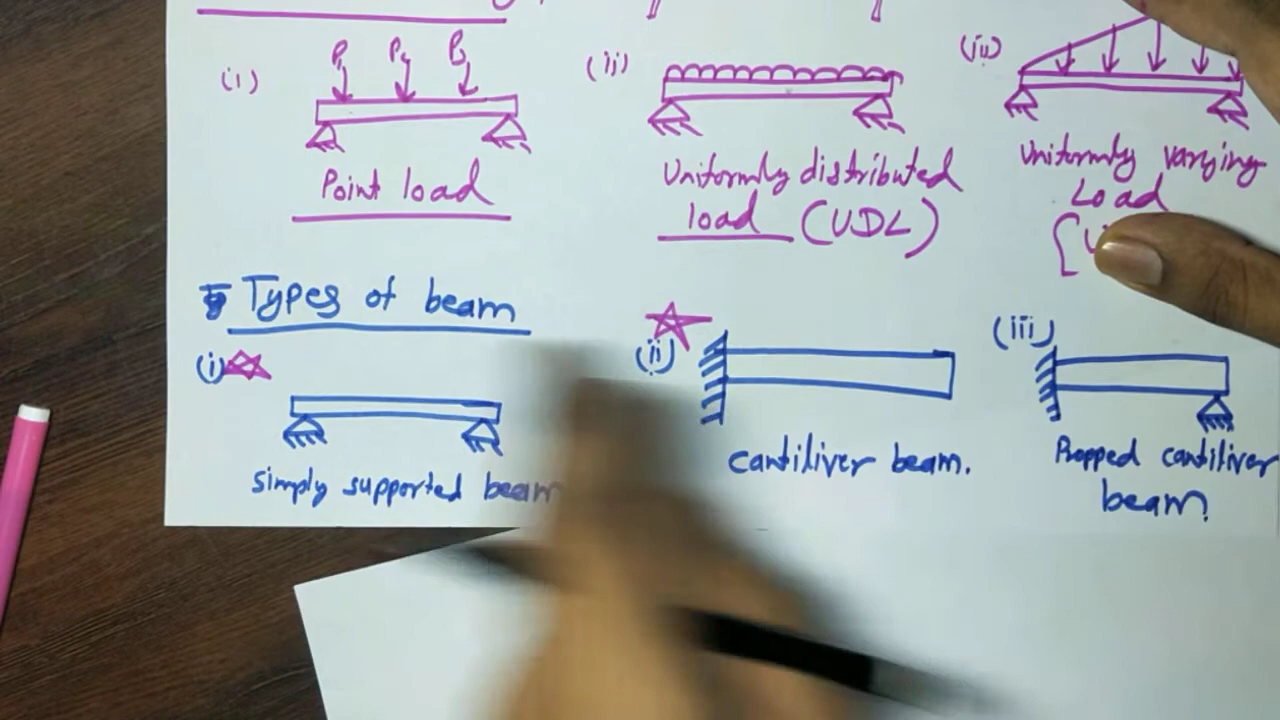 (i)
P1 P2 P3
Point load
(ii)
Uniformly distributed
load (UDL)
(iii)
Uniformly varying
Load
Types of beam
(i)
simply supported beam
(ii)
cantiliver beam.
(iii)
Propped cantiliver
beam.